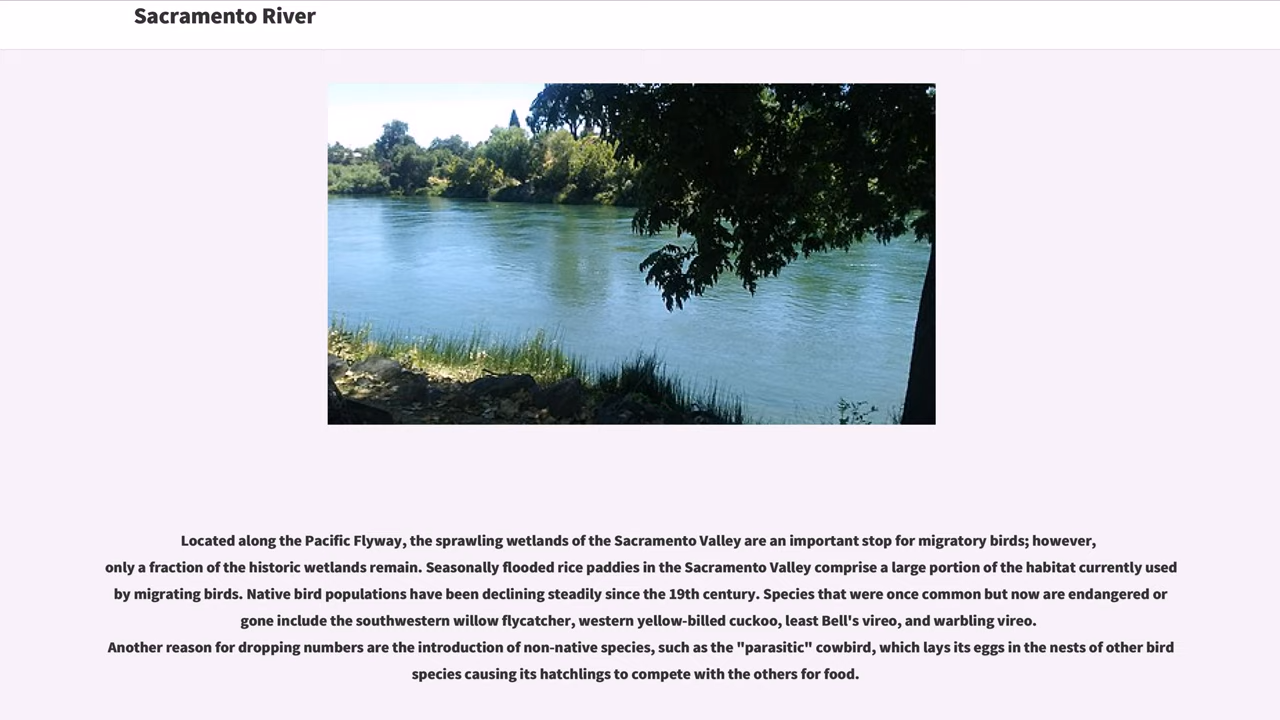 Sacramento River
Located along the Pacific Flyway, the sprawling wetlands of the Sacramento Valley are an important stop for migratory birds; however,
only a fraction of the historic wetlands remain. Seasonally flooded rice paddies in the Sacramento Valley comprise a large portion of the habitat currently used
by migrating birds. Native bird populations have been declining steadily since the 19th century. Species that were once common but now are endangered or
gone include the southwestern willow flycatcher, western yellow-billed cuckoo, least Bell's vireo, and warbling vireo.
Another reason for dropping numbers are the introduction of non-native species, such as the "parasitic" cowbird, which lays its eggs in the nests of other bird
species causing its hatchlings to compete with the others for food.